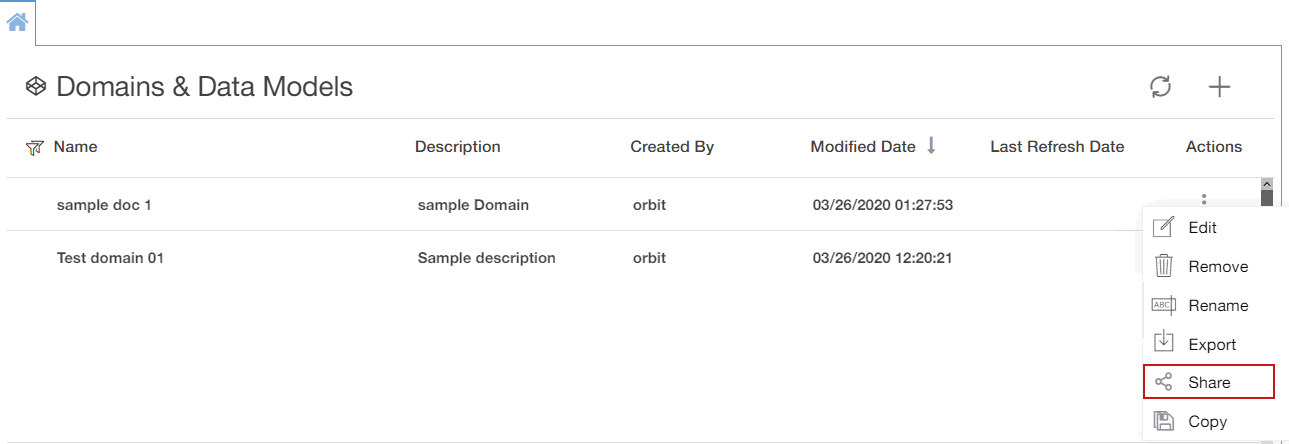 Domains & Data Models
Name Description Created By Modified Date Last Refresh Date Actions
sample doc 1 sample Domain orbit 03/26/2020 01:27:53
Test domain 01 Sample description orbit 03/26/2020 12:20:21
Edit
Remove
ABC Rename
Export
Share
Copy